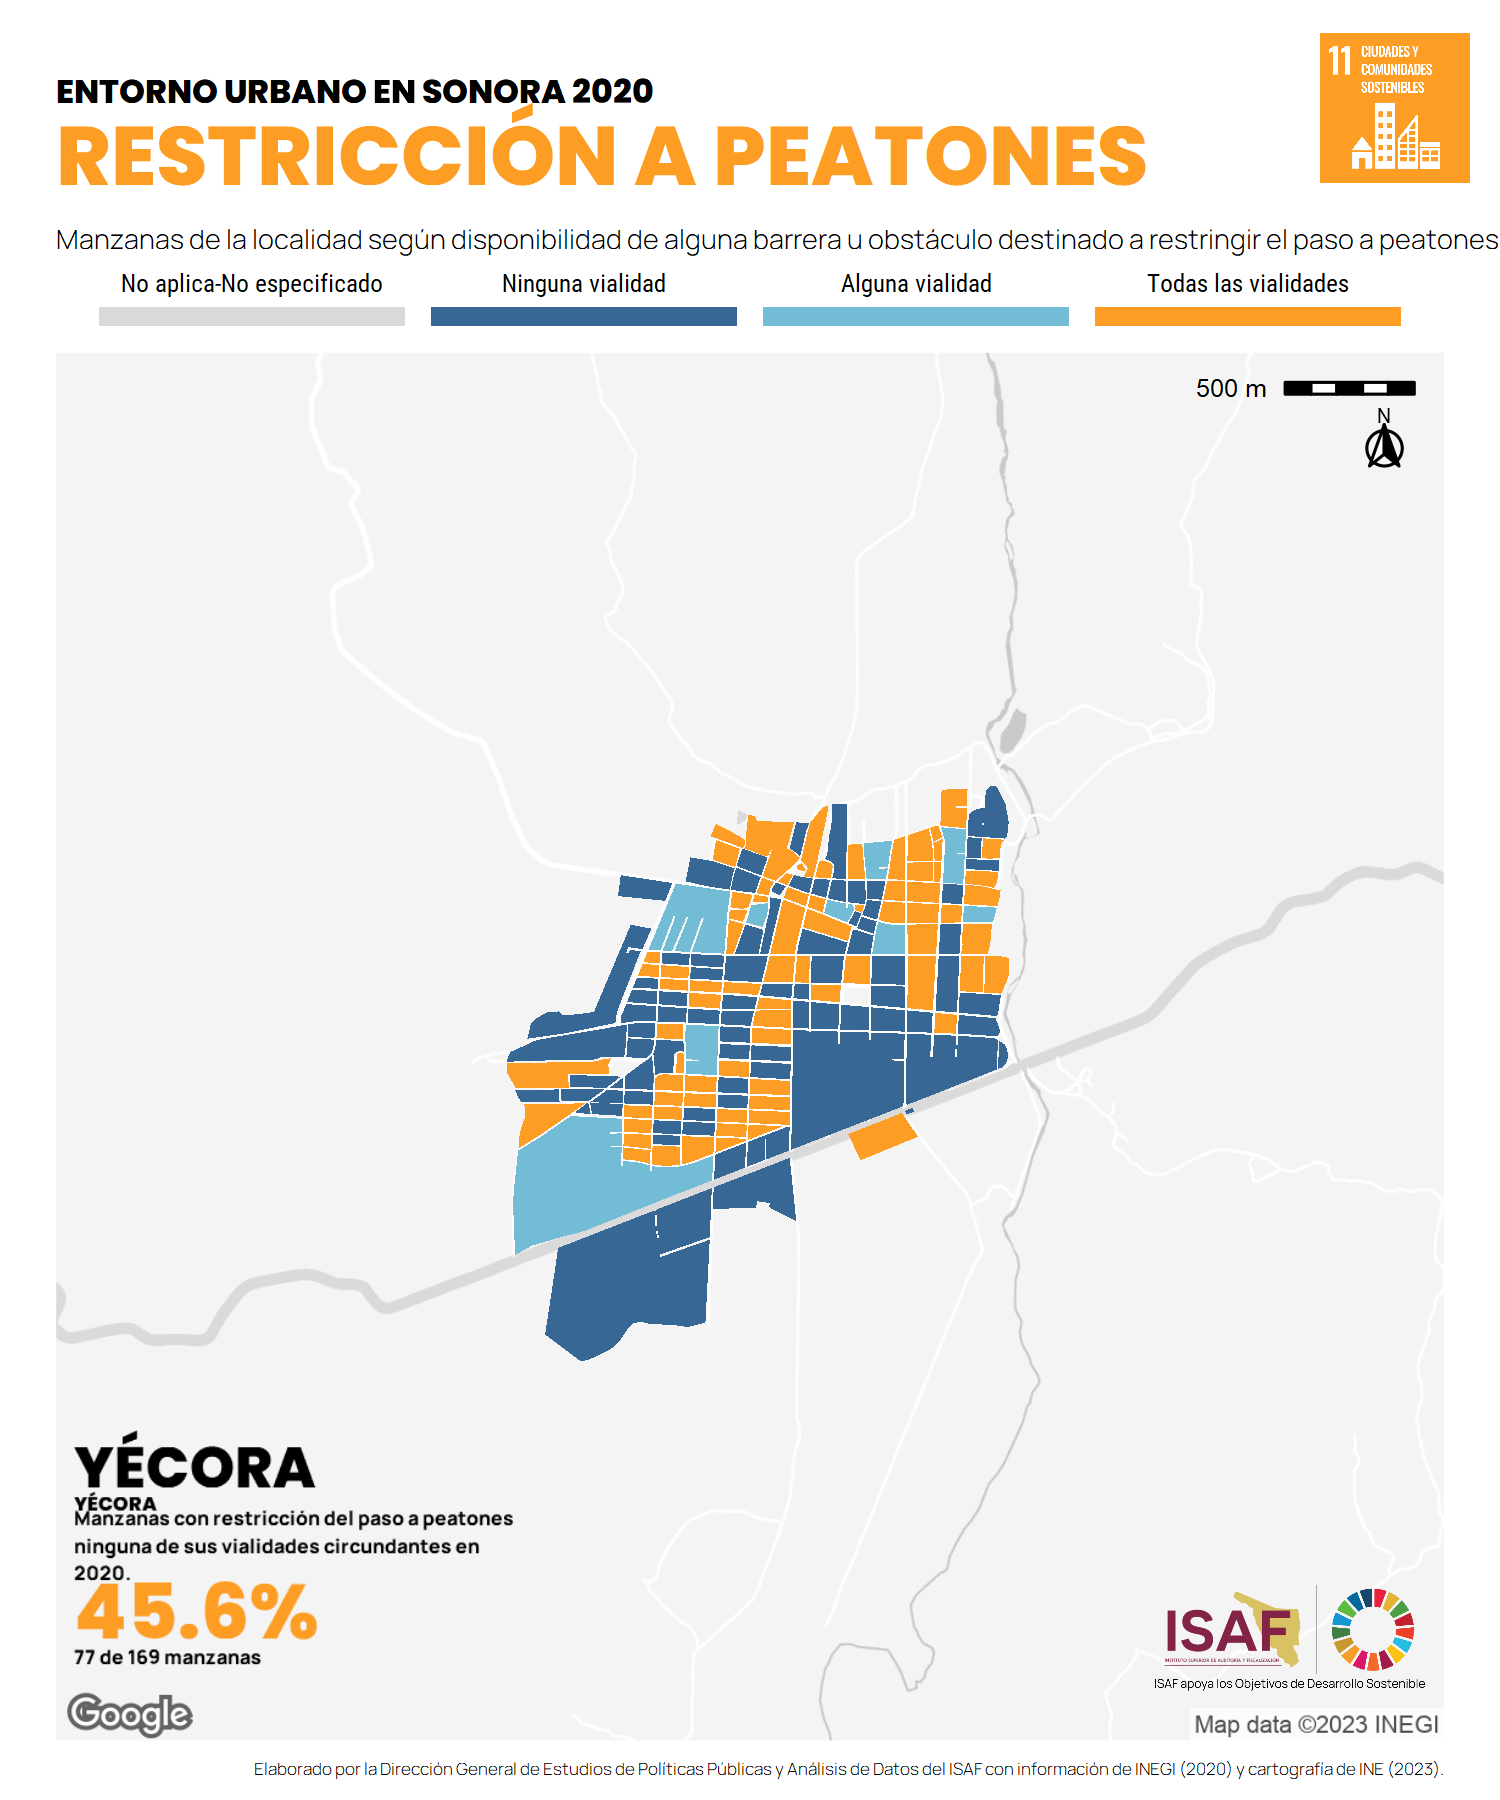 ENTORNO URBANO EN SONORA 2020
RESTRICCIÓN A PEATONES
11 CIUDADES Y
COMUNIDADES
SOSTENIBLES
Manzanas de la localidad según disponibilidad de alguna barrera u obstáculo destinado a restringir el paso a peatones
No aplica-No especificado
Ninguna vialidad
Alguna vialidad
Todas las vialidades
500 m
N
YÉCORA
YÉCORA
Manzanas con restricción del paso a peatones
ninguna de sus vialidades circundantes en
2020.
45.6%
77 de 169 manzanas
ISAF
INSTITUTO SUPERIOR DE AUDITORÍA Y FISCALIZACIÓN
ISAF apoya los Objetivos de Desarrollo Sostenible
Google
Map data ©2023 INEGI
Elaborado por la Dirección General de Estudios de Políticas Públicas y Análisis de Datos del ISAF con información de INEGI (2020) y cartografía de INE (2023).